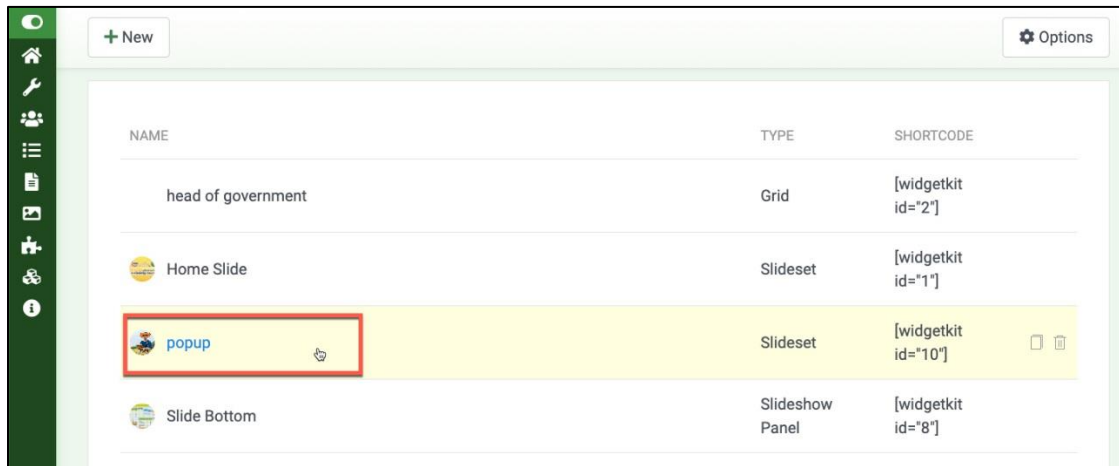 New
Options
NAME TYPE SHORTCODE
head of government Grid [widgetkit
id="2"]
Home Slide Slideset [widgetkit
id="1"]
popup Slideset [widgetkit
id="10"]
Slide Bottom Slideshow [widgetkit
Panel id="8"]